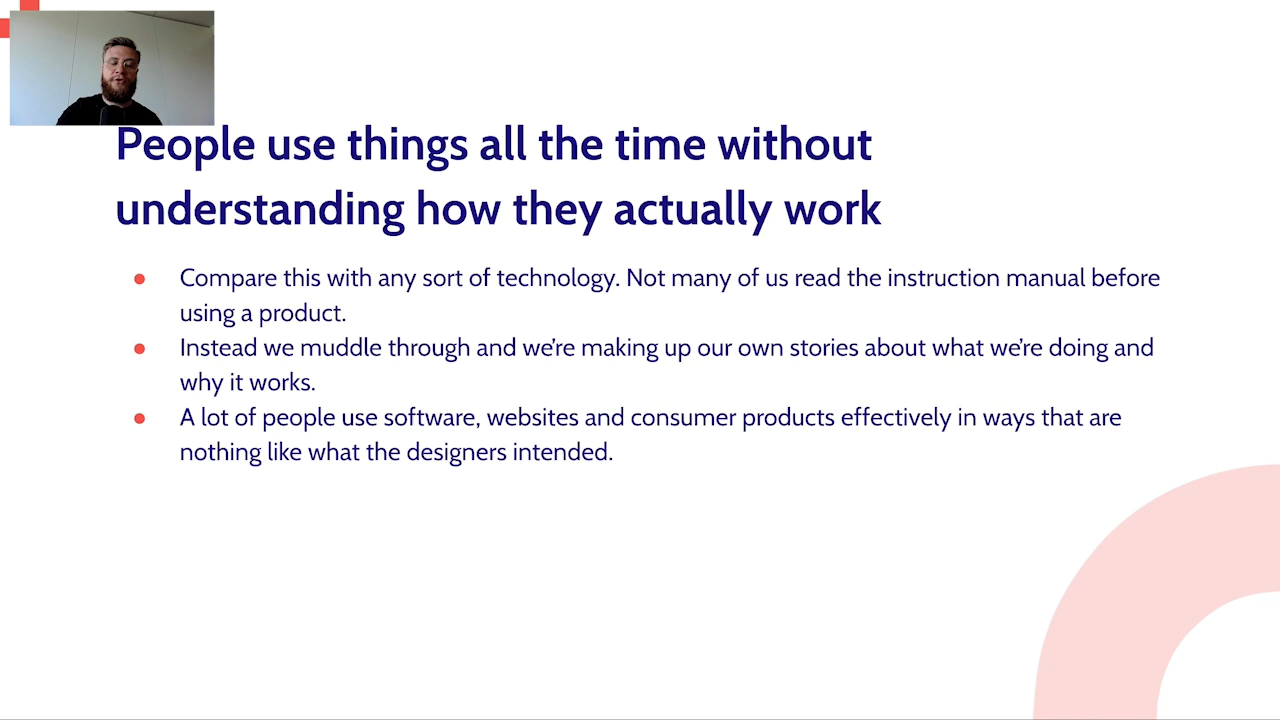 People use things all the time without
understanding how they actually work
● Compare this with any sort of technology. Not many of us read the instruction manual before
using a product.
● Instead we muddle through and we’re making up our own stories about what we’re doing and
why it works.
● A lot of people use software, websites and consumer products effectively in ways that are
nothing like what the designers intended.